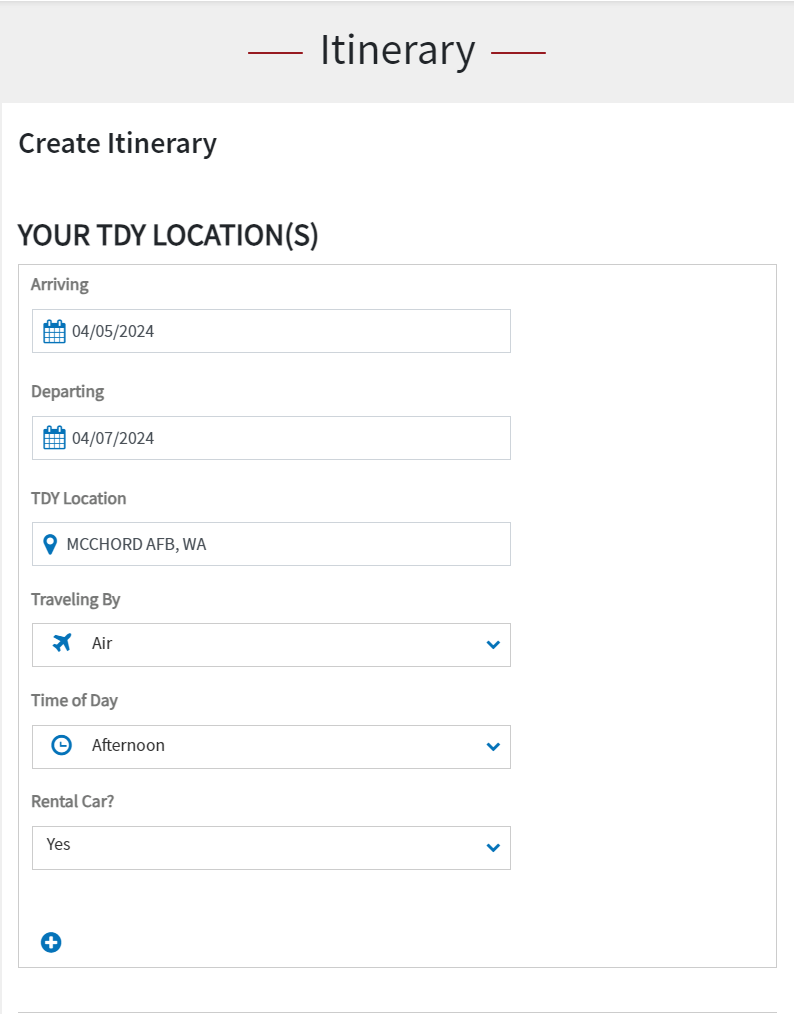 Itinerary
Create Itinerary
YOUR TDY LOCATION(S)
Arriving
04/05/2024
Departing
04/07/2024
TDY Location
MCCHORD AFB, WA
Traveling By
Air
Time of Day
Afternoon
Rental Car?
Yes